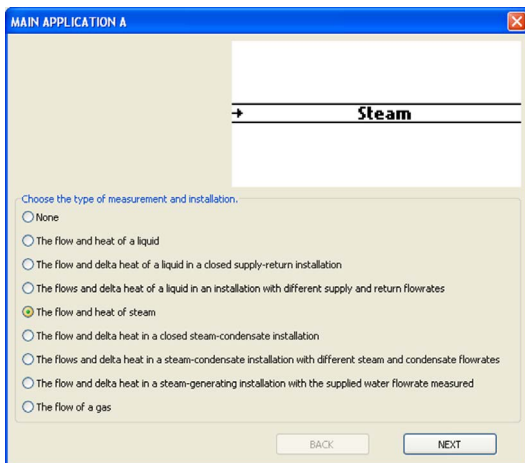 MAIN APPLICATION A
Steam
Choose the type of measurement and installation.
None
The flow and heat of a liquid
The flow and delta heat of a liquid in a closed supply-return installation
The flows and delta heat of a liquid in an installation with different supply and return flowrates
The flow and heat of steam
The flow and delta heat in a closed steam-condensate installation
The flows and delta heat in a steam-condensate installation with different steam and condensate flowrates
The flow and delta heat in a steam-generating installation with the supplied water flowrate measured
The flow of a gas
BACK NEXT